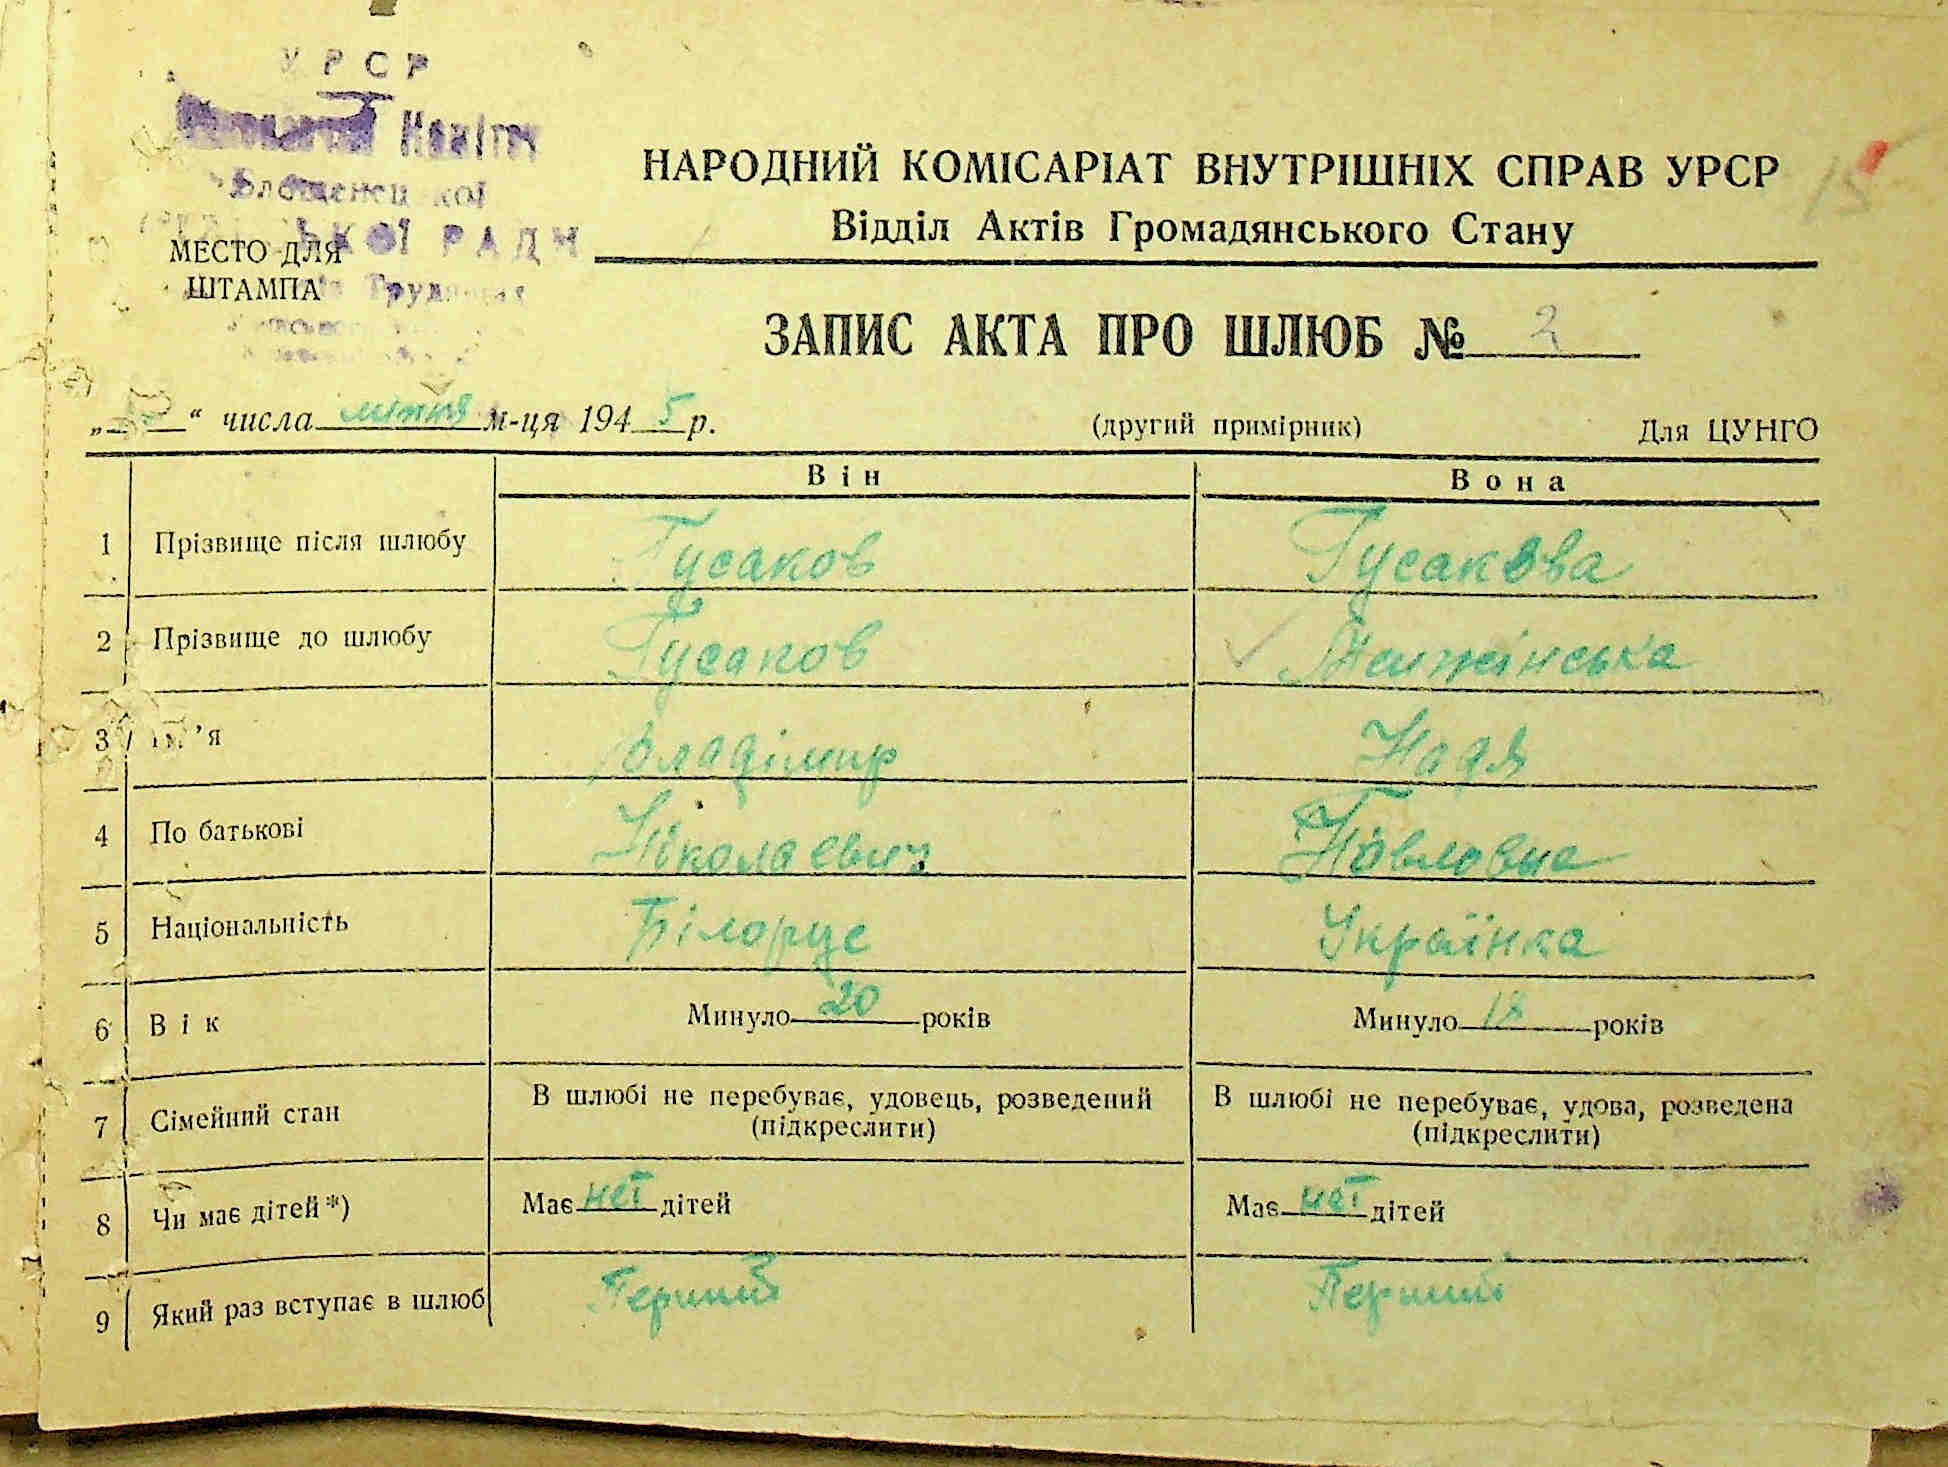 УРСР
РАДИ
НАРОДНИЙ КОМІСАРІАТ ВНУТРІШНІХ СПРАВ УРСР 15
Відділ Актів Громадянського Стану
МЕСТО ДЛЯ
ШТАМПА
ЗАПИС АКТА ПРО ШЛЮБ № 2
„ “ числа м-ця 1945 р. (другий примірник) Для ЦУНГО
Він Вона
1 Прізвище після шлюбу Гусаков Гусакова
2 Прізвище до шлюбу Гусаков
3 Ім'я Владімир Надя
4 По батькові Ніколаевич Павловна
5 Національність Білорус Українка
6 Вік Минуло 20 років Минуло 18 років
7 Сімейний стан В шлюбі не перебуває, удовець, розведений (підкреслити) В шлюбі не перебуває, удова, розведена (підкреслити)
8 Чи має дітей*) Має нет дітей Має нет дітей
9 Який раз вступає в шлюб Перший Перший